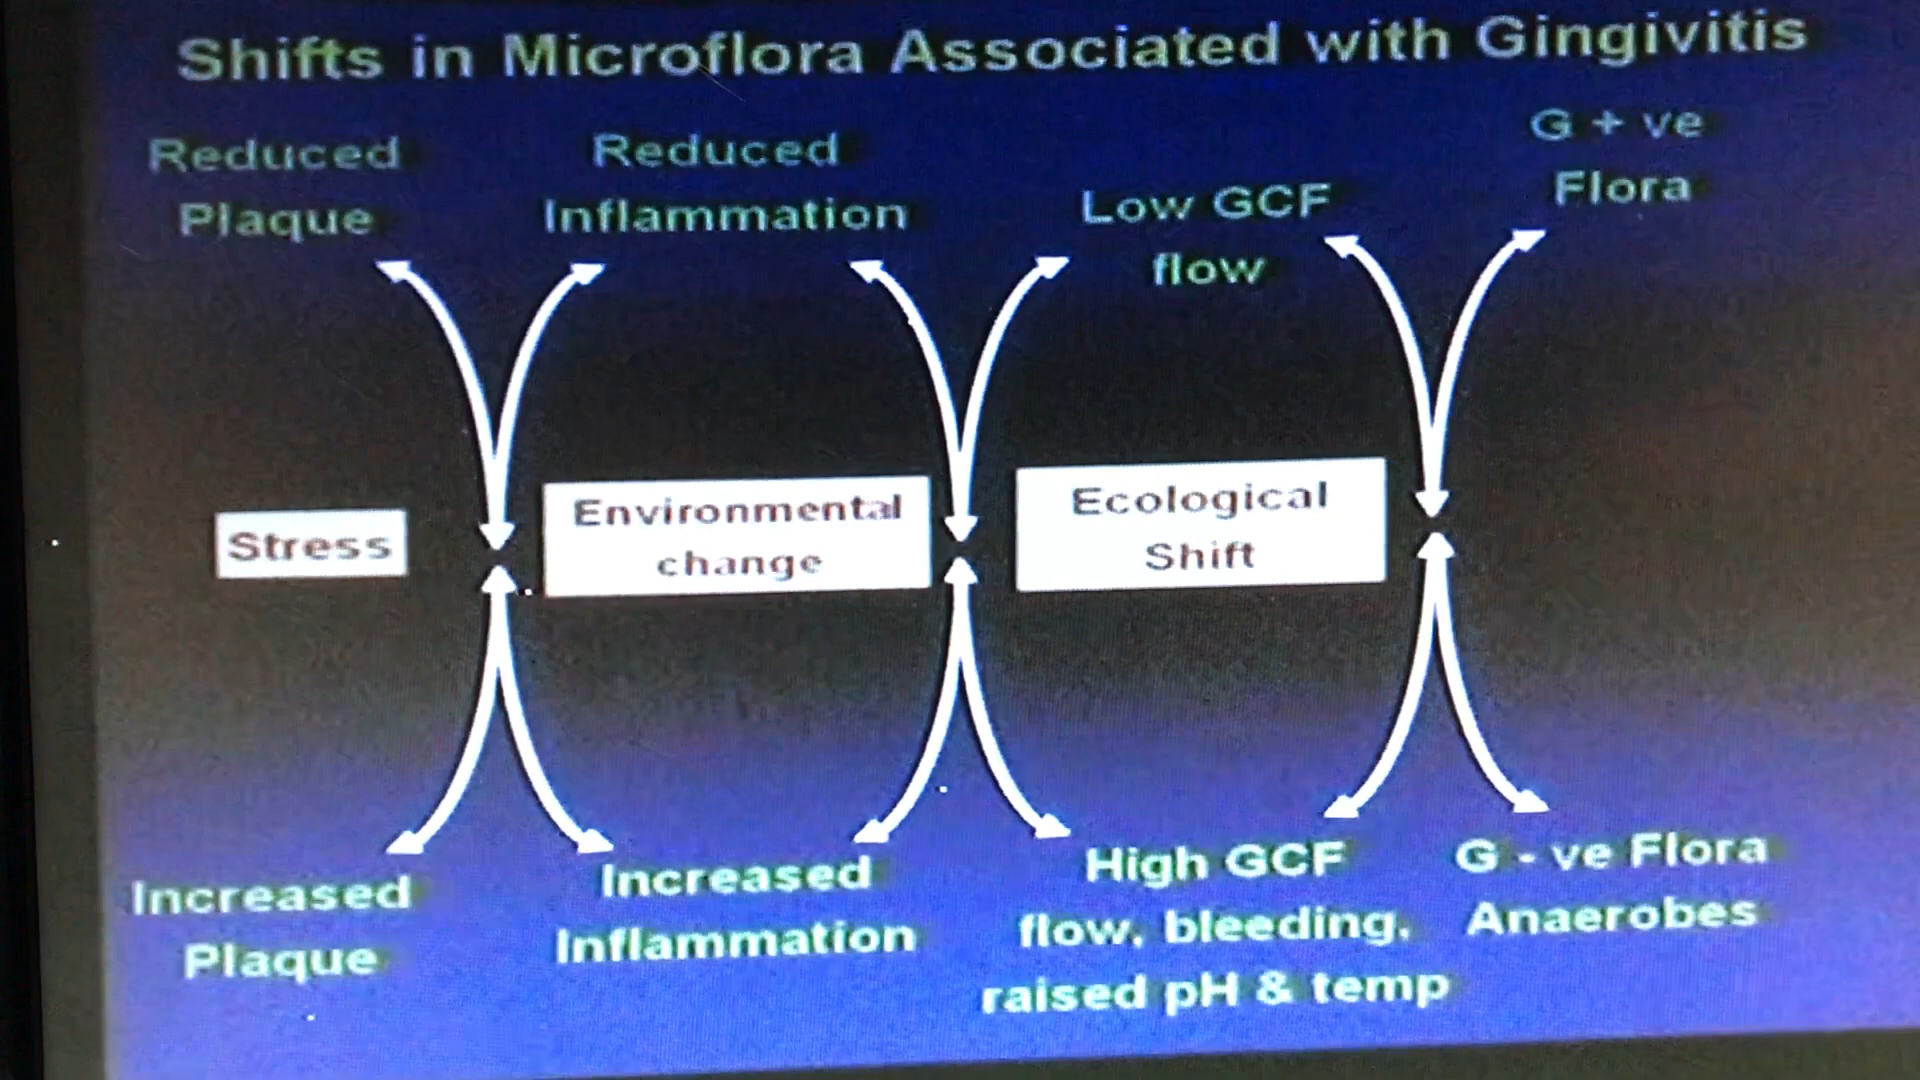 Shifts in Microflora Associated with Gingivitis
Reduced
Plaque
Reduced
Inflammation
Low GCF
flow
G + ve
Flora
Stress
Environmental
change
Ecological
Shift
Increased
Plaque
Increased
Inflammation
High GCF
flow, bleeding,
raised pH & temp
G - ve Flora
Anaerobes